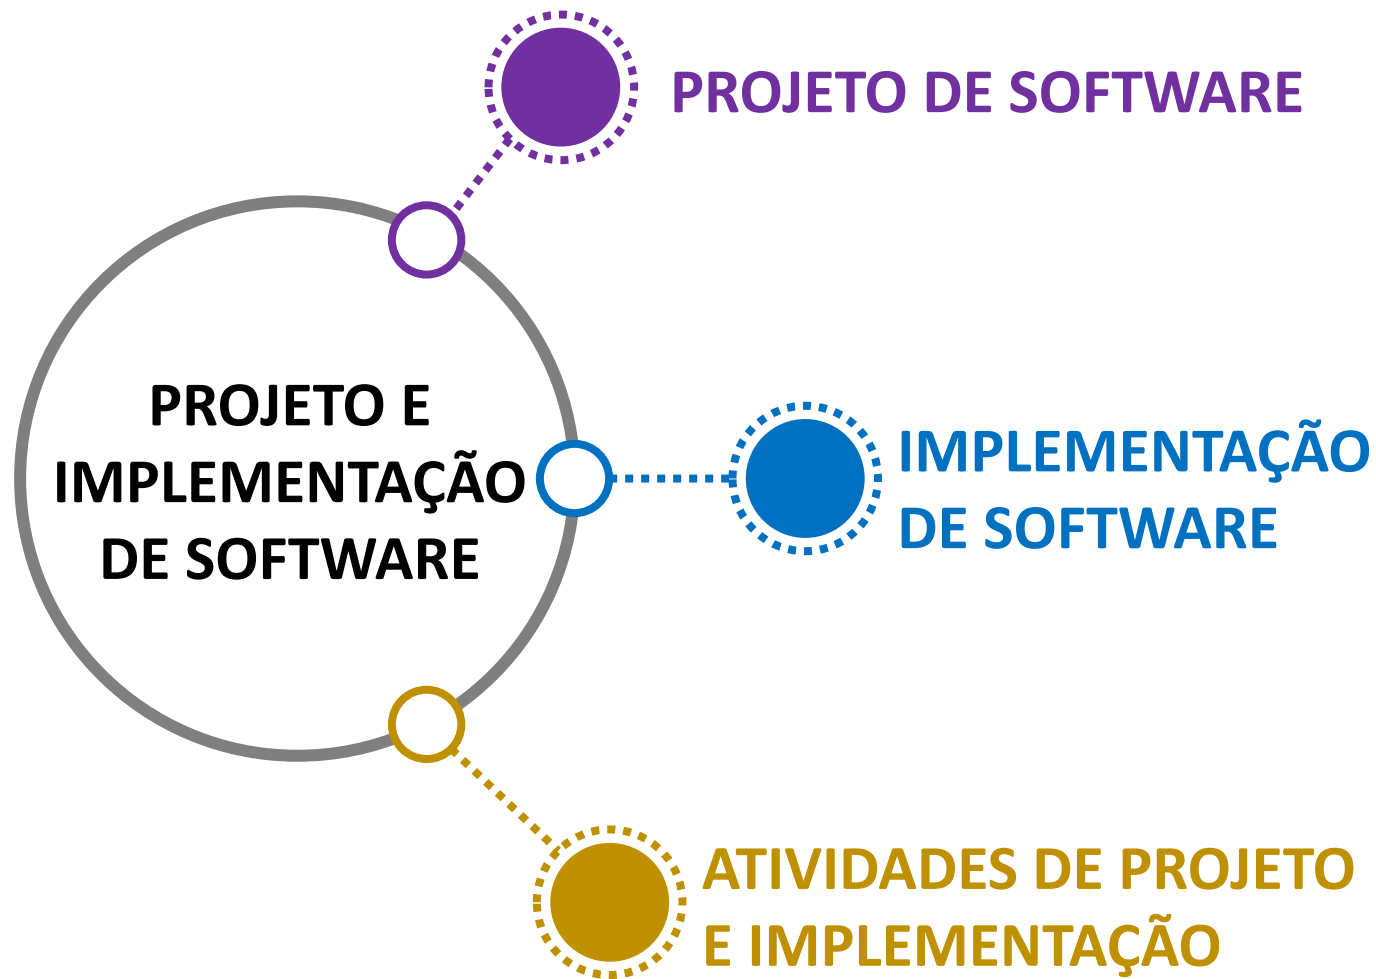 PROJETO DE SOFTWARE
PROJETO E
IMPLEMENTAÇÃO
DE SOFTWARE
IMPLEMENTAÇÃO
DE SOFTWARE
ATIVIDADES DE PROJETO
E IMPLEMENTAÇÃO